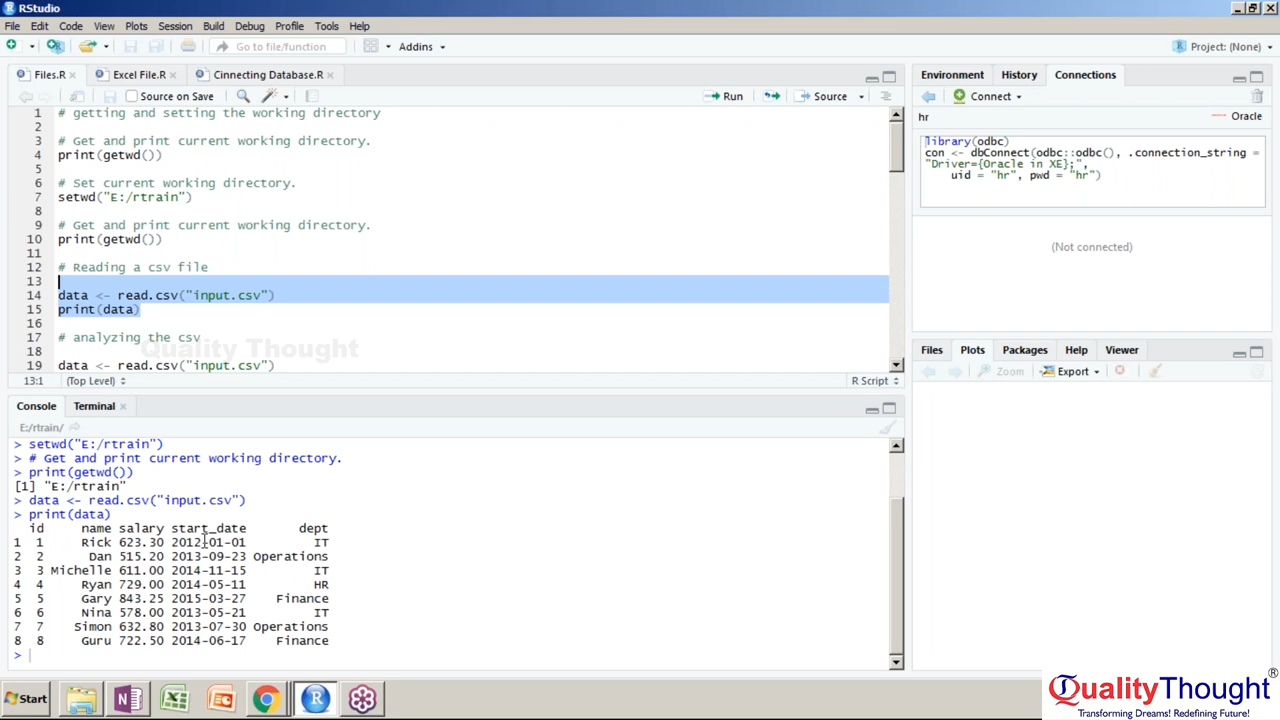 RStudio
File Edit Code View Plots Session Build Debug Profile Tools Help
Go to file/function Addins Project: (None)
Files.R Excel File.R Cinnecting Database.R
Source on Save Run Source
1 # getting and setting the working directory
2
3 # Get and print current working directory.
4 print(getwd())
5
6 # Set current working directory.
7 setwd("E:/rtrain")
8
9 # Get and print current working directory.
10 print(getwd())
11
12 # Reading a csv file
13
14 data <- read.csv("input.csv")
15 print(data)
16
17 # analyzing the csv
18
19 data <- read.csv("input.csv")
Quality Thought
13:1 (Top Level) R Script
Console Terminal
E:/rtrain/
> setwd("E:/rtrain")
> # Get and print current working directory.
> print(getwd())
[1] "E:/rtrain"
> data <- read.csv("input.csv")
> print(data)
id name salary start_date dept
1 1 Rick 623.30 2012-01-01 IT
2 2 Dan 515.20 2013-09-23 Operations
3 3 Michelle 611.00 2014-11-15 IT
4 4 Ryan 729.00 2014-05-11 HR
5 5 Gary 843.25 2015-03-27 Finance
6 6 Nina 578.00 2013-05-21 IT
7 7 Simon 632.80 2013-07-30 Operations
8 8 Guru 722.50 2014-06-17 Finance
>
Environment History Connections
Connect
hr Oracle
library(odbc)
con <- dbConnect(odbc::odbc(), .connection_string =
"Driver={Oracle in XE};",
uid = "hr", pwd = "hr")
(Not connected)
Files Plots Packages Help Viewer
Zoom Export
Start
QualityThought®
Transforming Dreams! Redefining Future!